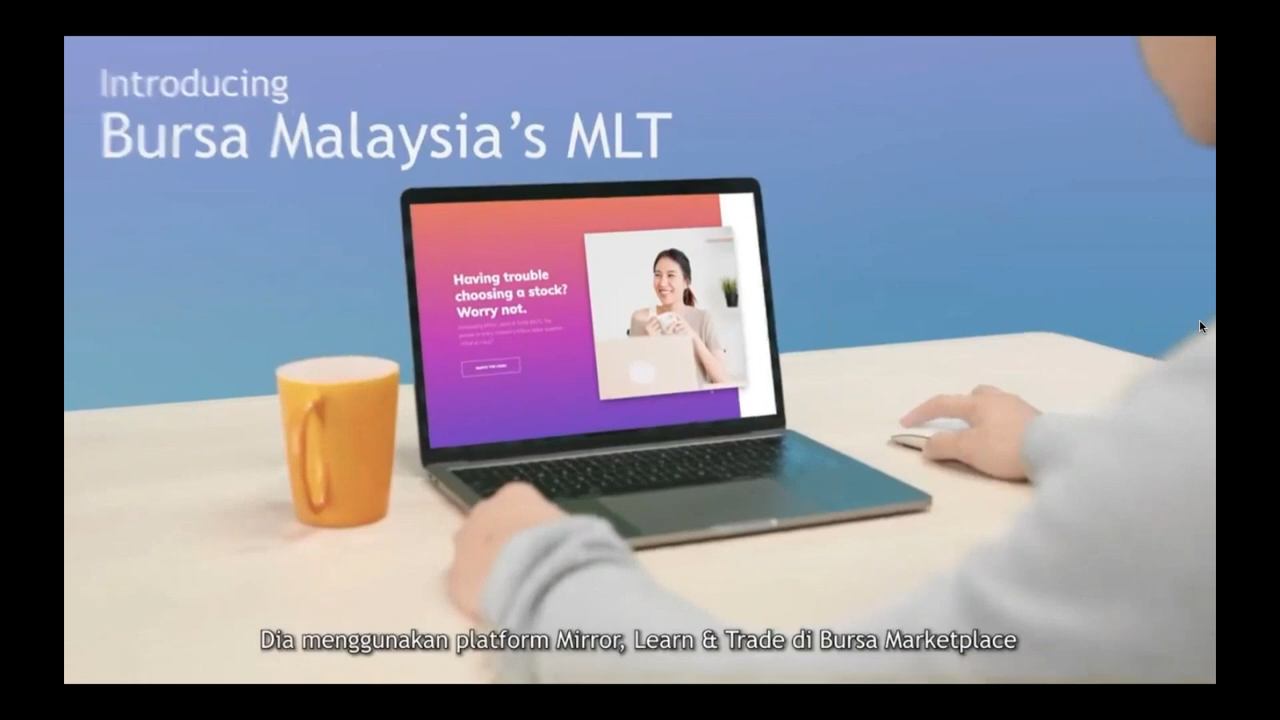 Introducing
Bursa Malaysia's MLT
Having trouble
choosing a stock?
Worry not.
Dia menggunakan platform Mirror, Learn & Trade di Bursa Marketplace